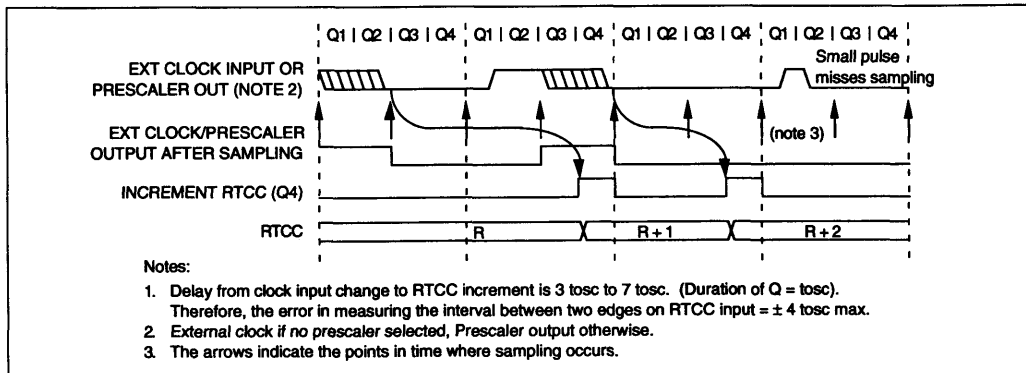 Q1 | Q2 | Q3 | Q4 Q1 | Q2 | Q3 | Q4 Q1 | Q2 | Q3 | Q4 Q1 | Q2 | Q3 | Q4
EXT CLOCK INPUT OR
PRESCALER OUT (NOTE 2)
Small pulse
misses sampling
EXT CLOCK/PRESCALER
OUTPUT AFTER SAMPLING
(note 3)
INCREMENT RTCC (Q4)
RTCC R R + 1 R + 2
Notes:
1. Delay from clock input change to RTCC increment is 3 tosc to 7 tosc. (Duration of Q = tosc).
Therefore, the error in measuring the interval between two edges on RTCC input = ± 4 tosc max.
2. External clock if no prescaler selected, Prescaler output otherwise.
3. The arrows indicate the points in time where sampling occurs.